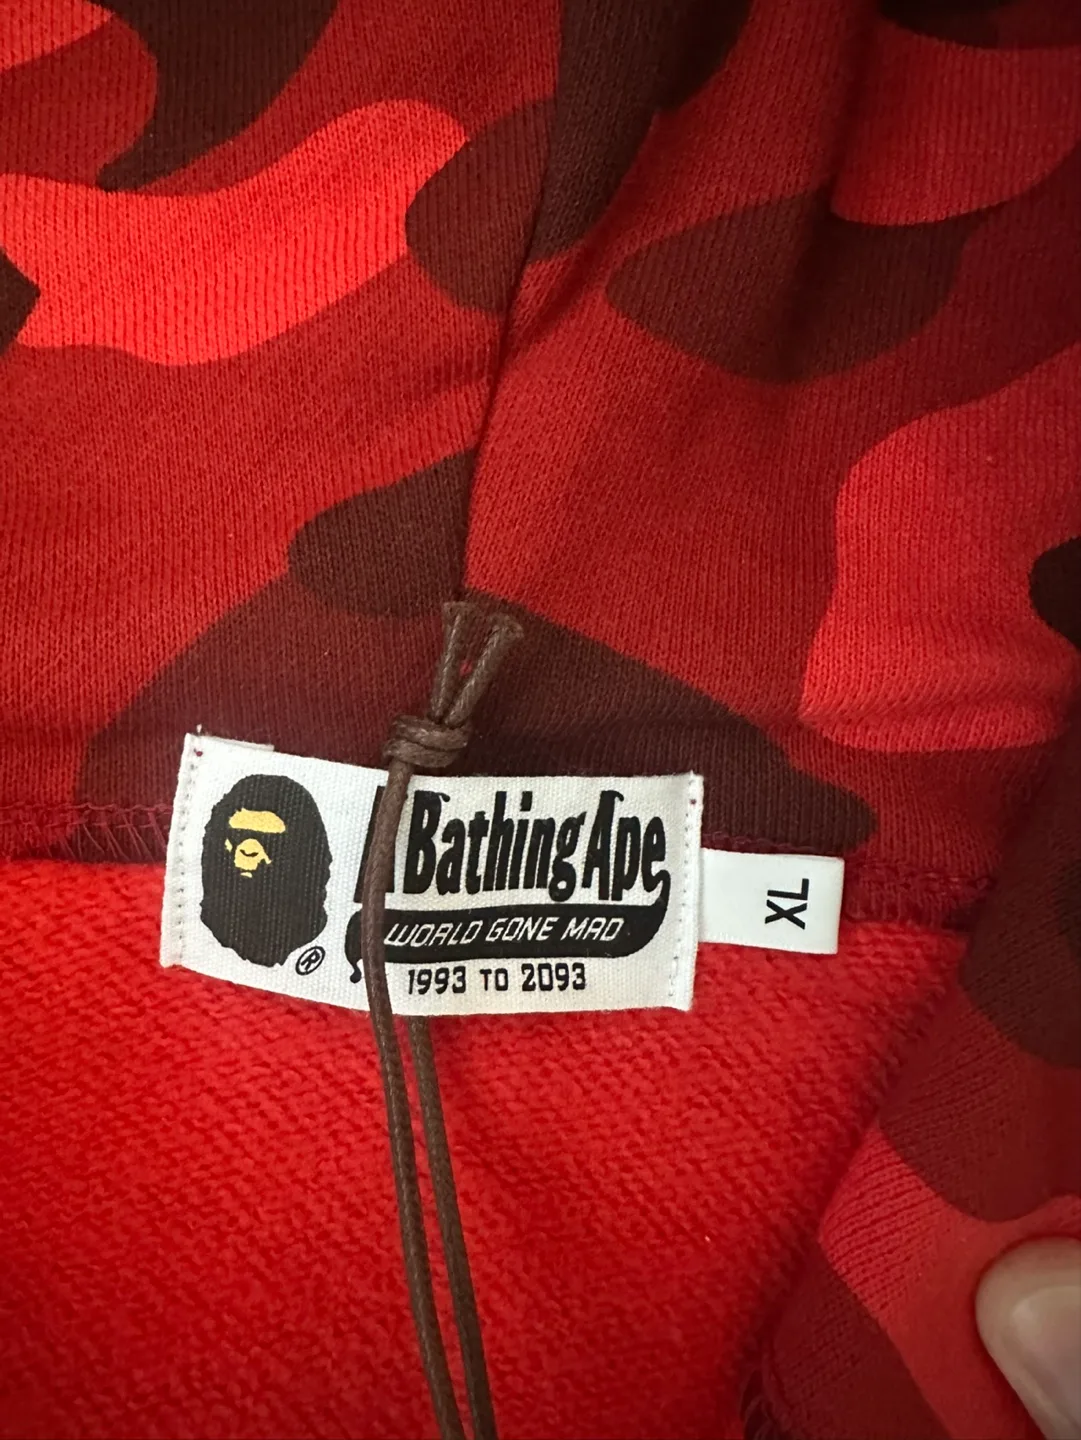 A Bathing Ape
WORLD GONE MAD
1993 TO 2093
®
XL